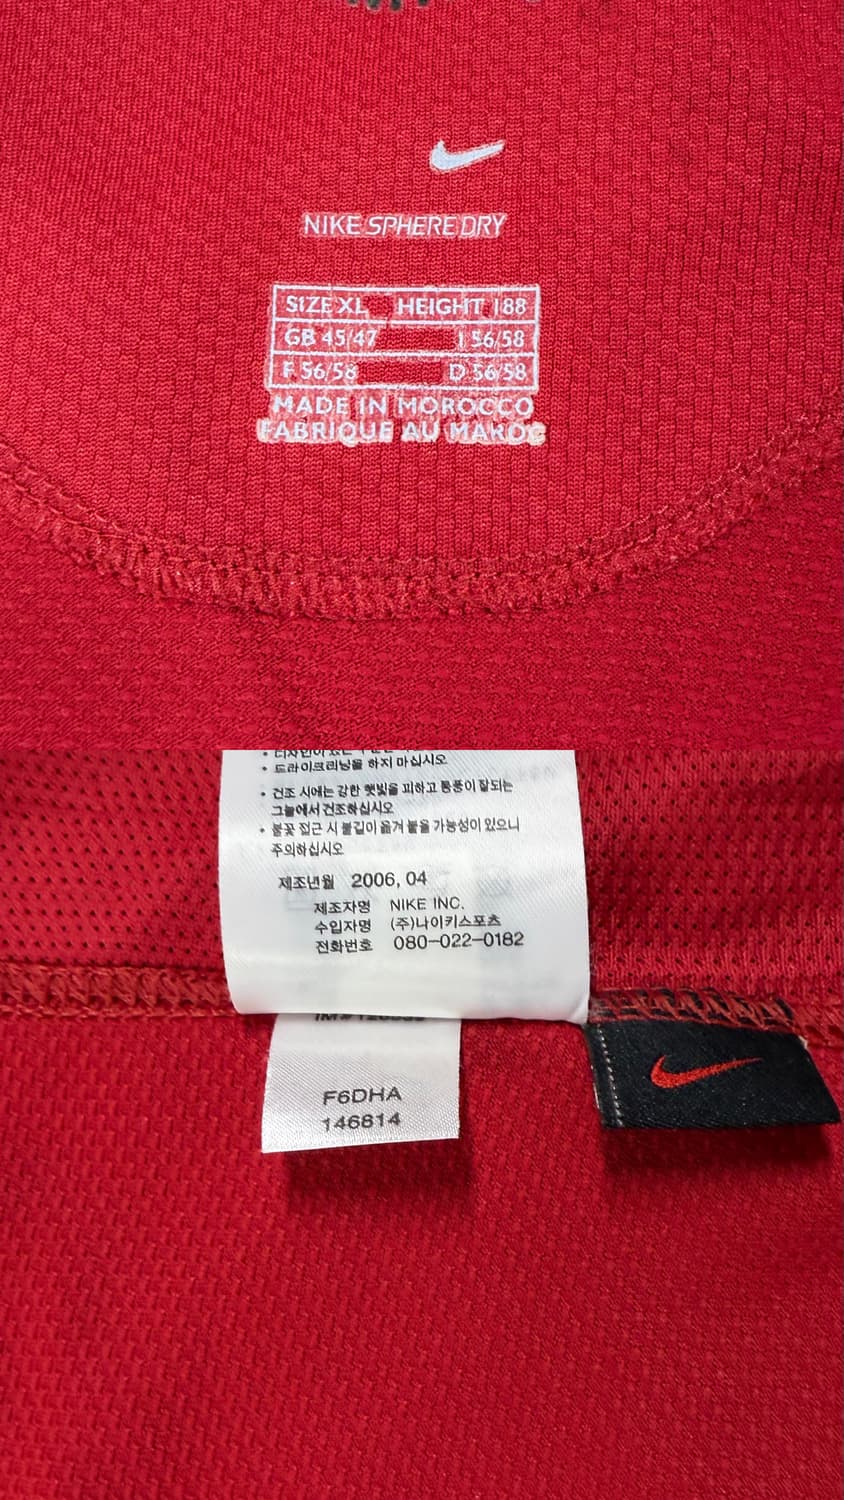 NIKE SPHERE DRY
SIZE XL HEIGHT 188
GB 45/47 I 56/58
F 56/58 D 56/58
MADE IN MOROCCO
FABRIQUE AU MAROC
• 드라이크리닝을 하지 마십시오
• 건조 시에는 강한 햇빛을 피하고 통풍이 잘되는
그늘에서 건조하십시오
• 불꽃 접근 시 불길이 옮겨 붙을 가능성이 있으니
주의하십시오
제조년월 2006, 04
제조자명 NIKE INC.
수입자명 (주)나이키스포츠
전화번호 080-022-0182
F6DHA
146814